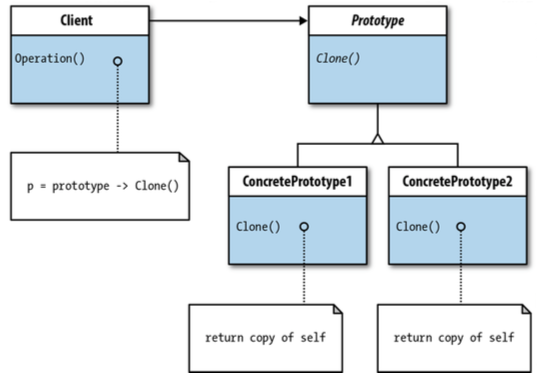 Client
Prototype
Operation()
Clone()
p = prototype -> Clone()
ConcretePrototype1
ConcretePrototype2
Clone()
Clone()
return copy of self
return copy of self